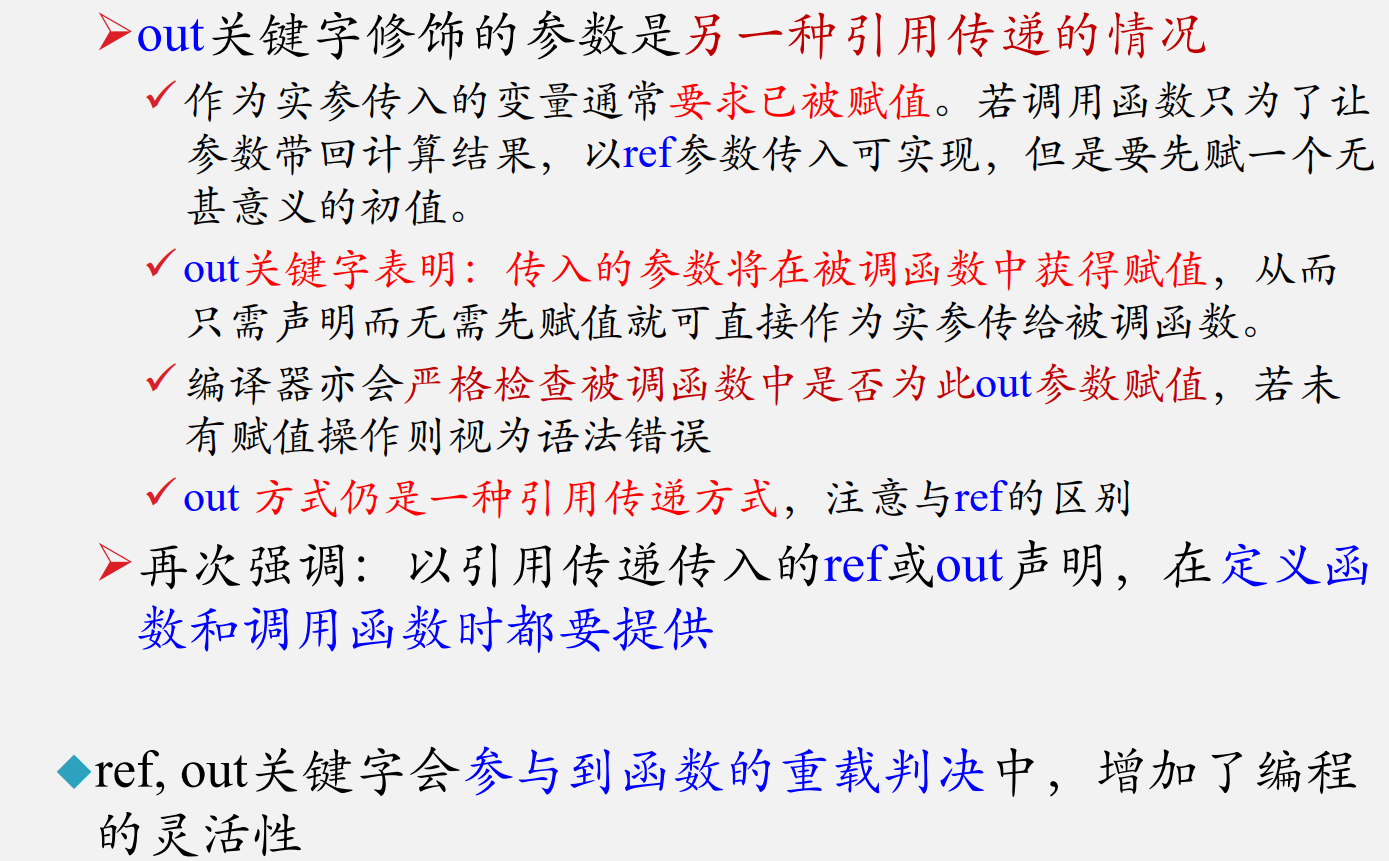 out关键字修饰的参数是另一种引用传递的情况
作为实参传入的变量通常要求已被赋值。若调用函数只为了让
参数带回计算结果，以ref参数传入可实现，但是要先赋一个无
甚意义的初值。
out关键字表明：传入的参数将在被调函数中获得赋值，从而
只需声明而无需先赋值就可直接作为实参传给被调函数。
编译器亦会严格检查被调函数中是否为此out参数赋值，若未
有赋值操作则视为语法错误
out 方式仍是一种引用传递方式，注意与ref的区别
再次强调：以引用传递传入的ref或out声明，在定义函
数和调用函数时都要提供
ref, out关键字会参与到函数的重载判决中，增加了编程
的灵活性